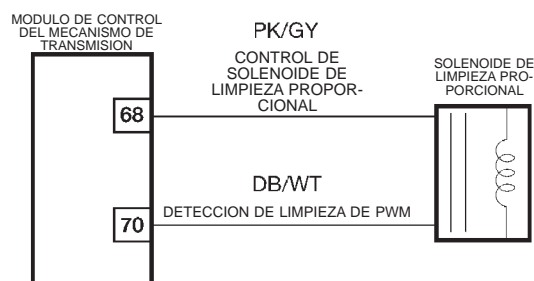 MODULO DE CONTROL
DEL MECANISMO DE
TRANSMISION
PK/GY
CONTROL DE
SOLENOIDE DE
LIMPIEZA PROPOR-
CIONAL
SOLENOIDE DE
LIMPIEZA PRO-
PORCIONAL
68
DB/WT
DETECCION DE LIMPIEZA DE PWM
70